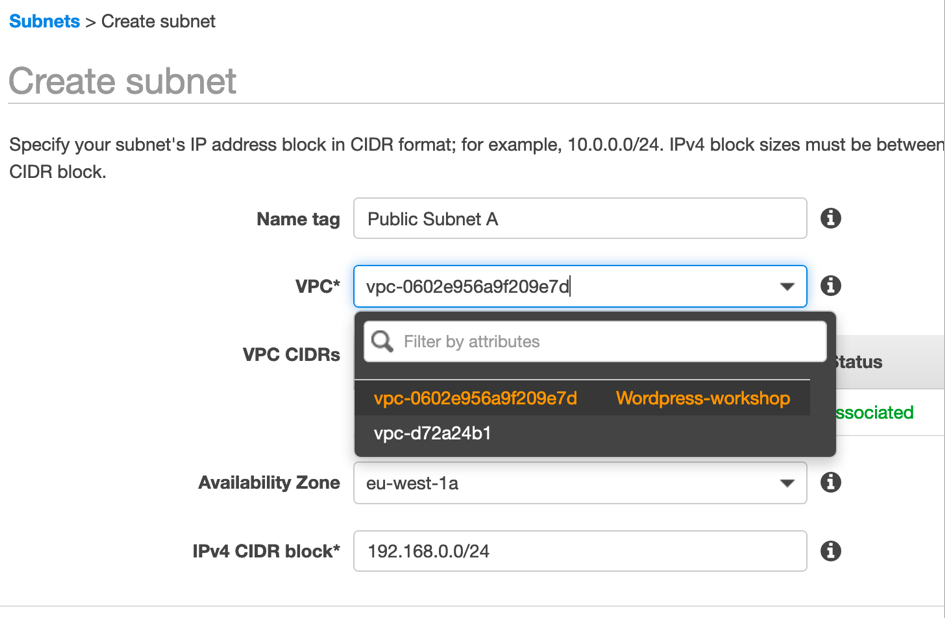 Subnets > Create subnet
Create subnet
Specify your subnet's IP address block in CIDR format; for example, 10.0.0.0/24. IPv4 block sizes must be between
CIDR block.
Name tag Public Subnet A
VPC* vpc-0602e956a9f209e7d
Filter by attributes
VPC CIDRs Status
vpc-0602e956a9f209e7d Wordpress-workshop
ssociated
vpc-d72a24b1
Availability Zone eu-west-1a
IPv4 CIDR block* 192.168.0.0/24